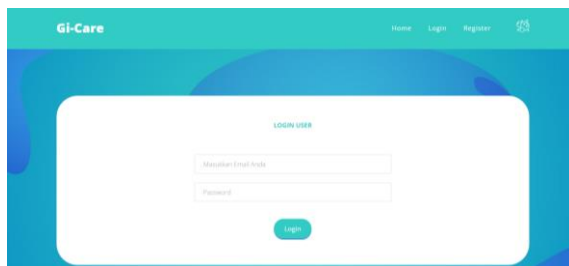 Gi-Care
Home Login Register
LOGIN USER
Masukkan Email Anda
Password
Login